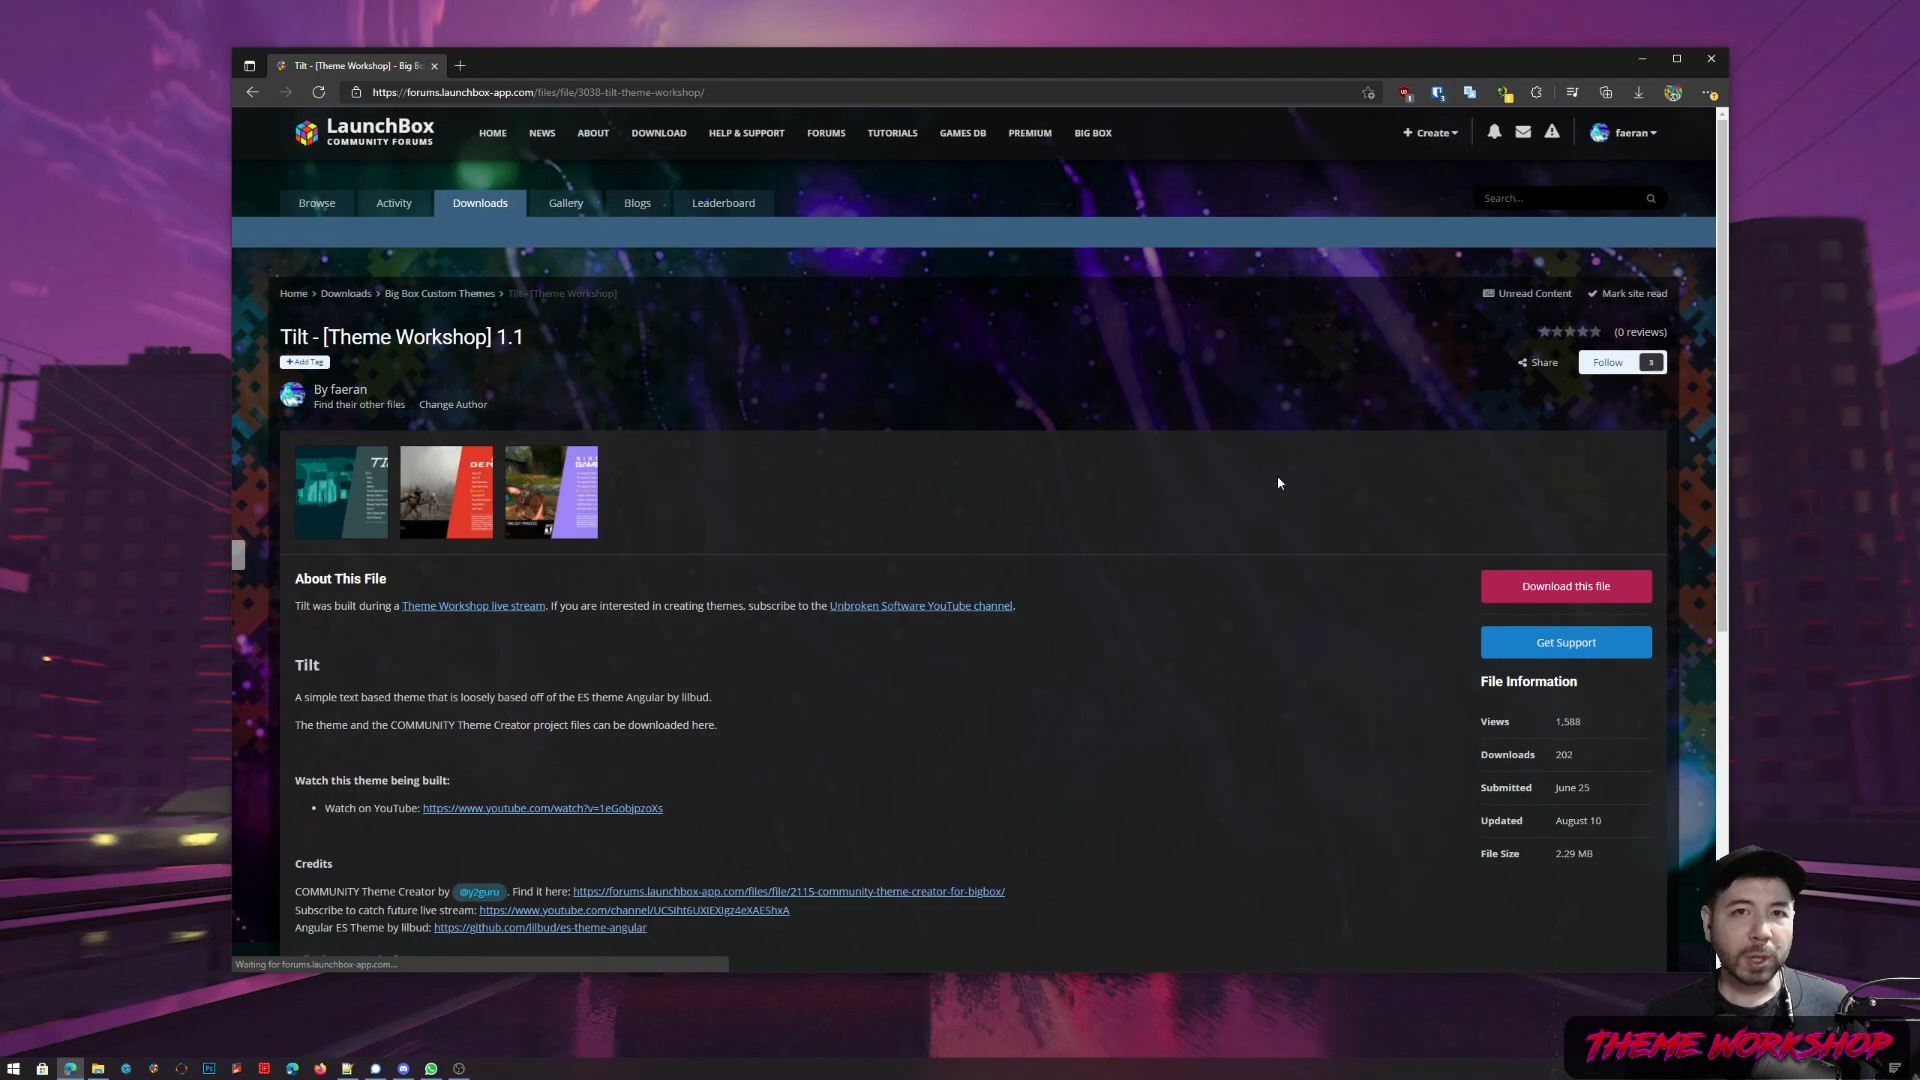 Tilt - [Theme Workshop] - Big Bo
https://forums.launchbox-app.com/files/file/3038-tilt-theme-workshop/
LaunchBox
COMMUNITY FORUMS
HOME NEWS ABOUT DOWNLOAD HELP & SUPPORT FORUMS TUTORIALS GAMES DB PREMIUM BIG BOX
+ Create
faeran
Browse Activity Downloads Gallery Blogs Leaderboard
Search...
Home > Downloads > Big Box Custom Themes > Tilt - [Theme Workshop]
Unread Content Mark site read
Tilt - [Theme Workshop] 1.1
(0 reviews)
+ Add Tag
Share
Follow 3
By faeran
Find their other files Change Author
About This File
Tilt was built during a Theme Workshop live stream. If you are interested in creating themes, subscribe to the Unbroken Software YouTube channel.
Download this file
Get Support
Tilt
A simple text based theme that is loosely based off of the ES theme Angular by lilbud.
The theme and the COMMUNITY Theme Creator project files can be downloaded here.
File Information
Views 1,588
Downloads 202
Submitted June 25
Updated August 10
File Size 2.29 MB
Watch this theme being built:
• Watch on YouTube: https://www.youtube.com/watch?v=1eGobjpzoXs
Credits
COMMUNITY Theme Creator by @y2guru . Find it here: https://forums.launchbox-app.com/files/file/2115-community-theme-creator-for-bigbox/
Subscribe to catch future live stream: https://www.youtube.com/channel/UCSIht6UXIEXIgz4eXAEShxA
Angular ES Theme by lilbud: https://github.com/lilbud/es-theme-angular
Waiting for forums.launchbox-app.com...
THEME WORKSHOP